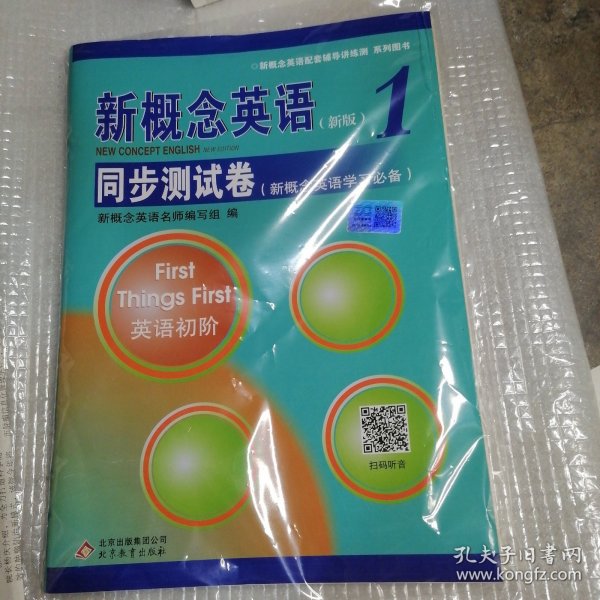 新概念英语配套辅导讲练测 系列图书
新概念英语(新版) 1
NEW CONCEPT ENGLISH NEW EDITION
同步测试卷(新概念英语学习必备)
新概念英语名师编写组 编
First
Things First
英语初阶
扫码听音
北京出版集团公司
北京教育出版社
孔夫子旧书网
www.kongfz.com